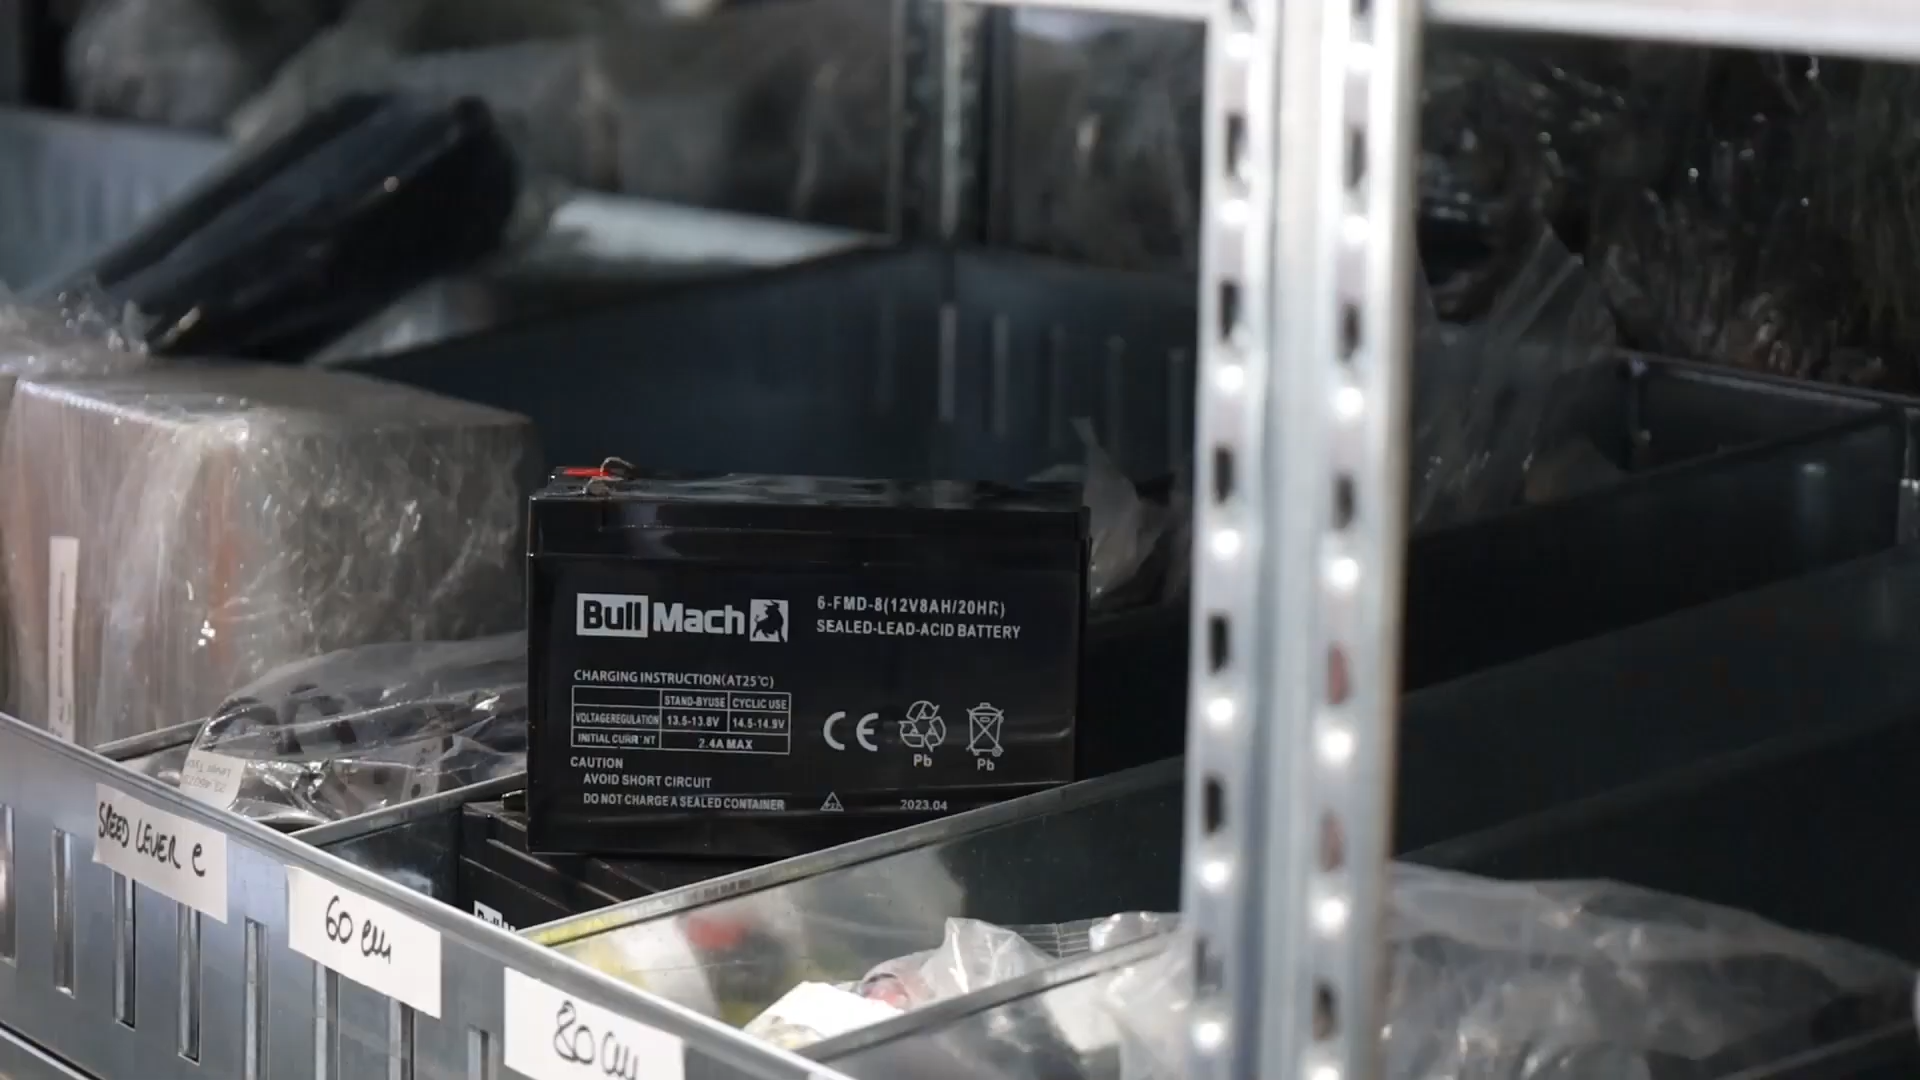 Bull Mach
6-FMD-8(12V8AH/20HR)
SEALED-LEAD-ACID BATTERY
CHARGING INSTRUCTION(AT25℃)
STAND-BYUSE CYCLIC USE
VOLTAGEREGULATION 13.5-13.8V 14.5-14.9V
INITIAL CURRENT 2.4A MAX
CE
Pb
Pb
CAUTION
AVOID SHORT CIRCUIT
DO NOT CHARGE A SEALED CONTAINER
2023.04
SPEED LEVER e
60 cm
80 cm